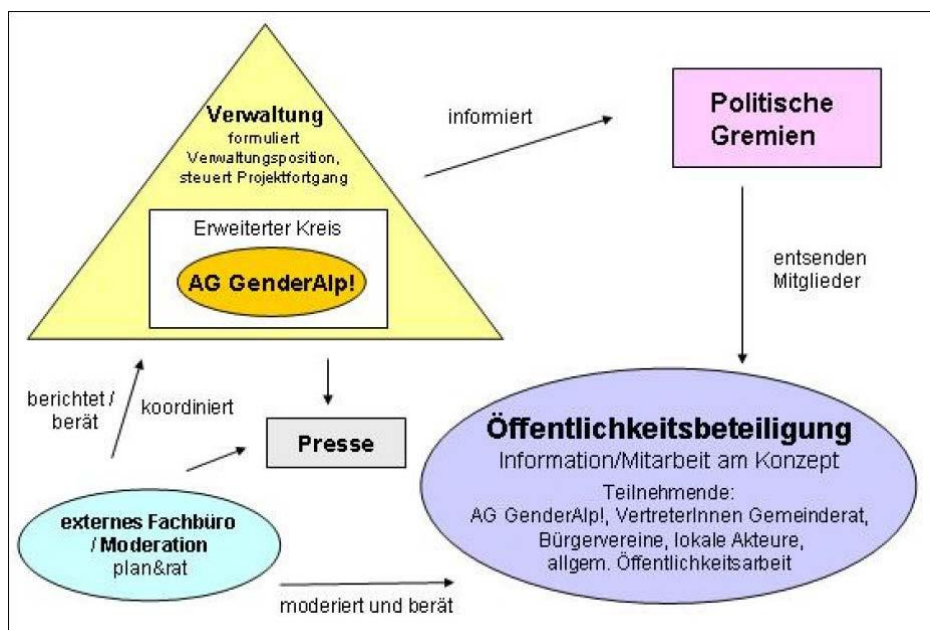 Verwaltung
formuliert
Verwaltungsposition,
steuert Projektfortgang
Erweiterter Kreis
AG GenderAlp!
informiert
Politische
Gremien
entsenden
Mitglieder
berichtet /
berät
koordiniert
Presse
externes Fachbüro
/ Moderation
plan&rat
moderiert und berät
Öffentlichkeitsbeteiligung
Information/Mitarbeit am Konzept
Teilnehmende:
AG GenderAlp!, VertreterInnen Gemeinderat,
Bürgervereine, lokale Akteure,
allgem. Öffentlichkeitsarbeit